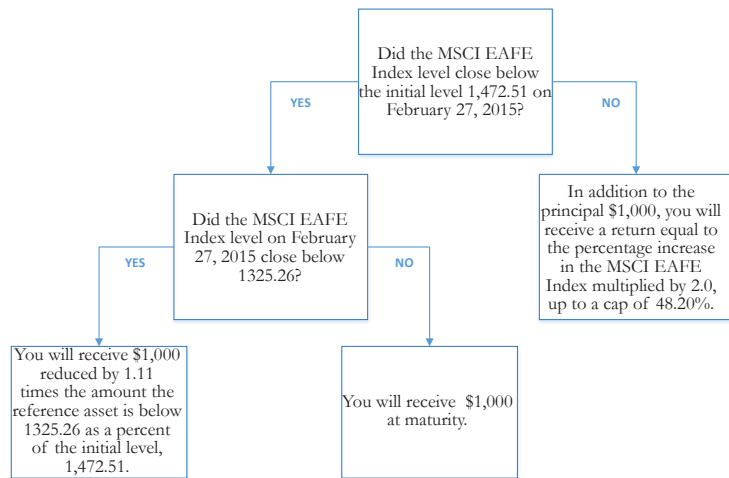 Did the MSCI EAFE
Index level close below
the initial level 1,472.51 on
February 27, 2015?
YES
NO
Did the MSCI EAFE
Index level on February
27, 2015 close below
1325.26?
In addition to the
principal $1,000, you will
receive a return equal to
the percentage increase
in the MSCI EAFE
Index multiplied by 2.0,
up to a cap of 48.20%.
YES
NO
You will receive $1,000
reduced by 1.11
times the amount the
reference asset is below
1325.26 as a percent
of the initial level,
1,472.51.
You will receive $1,000
at maturity.